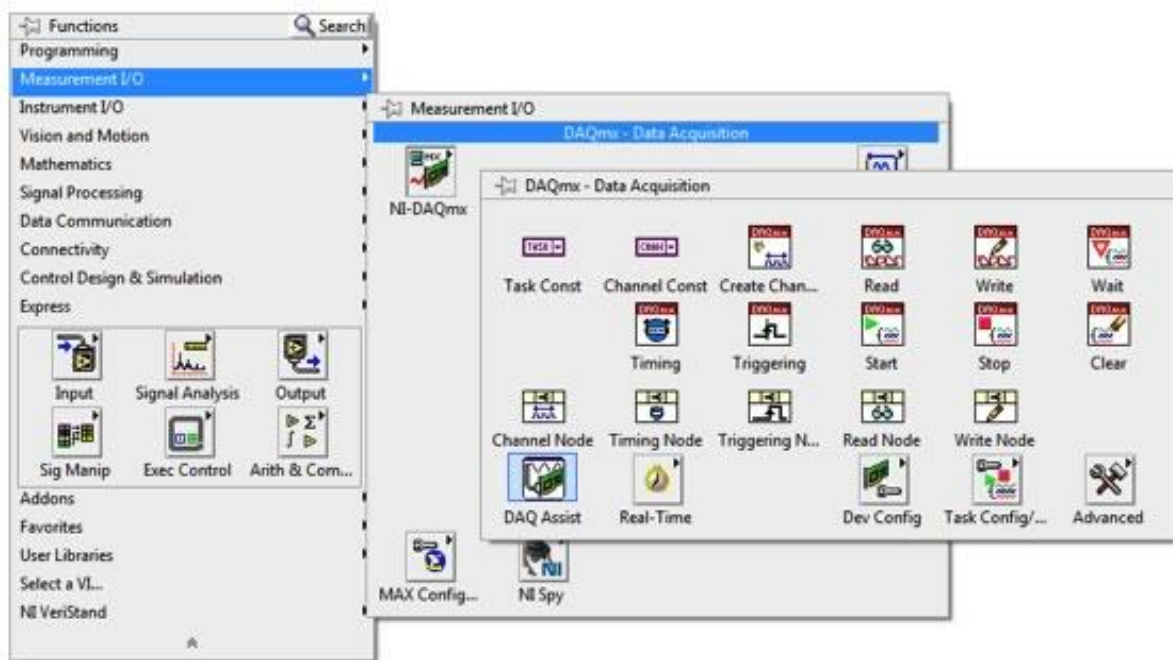 Functions
Search
Programming
Measurement I/O
Instrument I/O
Vision and Motion
Mathematics
Signal Processing
Data Communication
Connectivity
Control Design & Simulation
Express
Input Signal Analysis Output
Sig Manip Exec Control Arith & Com...
Addons
Favorites
User Libraries
Select a VI...
NI VeriStand
Measurement I/O
DAQmx - Data Acquisition
NI-DAQmx
MAX Config... NI Spy
DAQmx - Data Acquisition
Task Const Channel Const Create Chan... Read Write Wait
Timing Triggering Start Stop Clear
Channel Node Timing Node Triggering N... Read Node Write Node
DAQ Assist Real-Time Dev Config Task Config/... Advanced